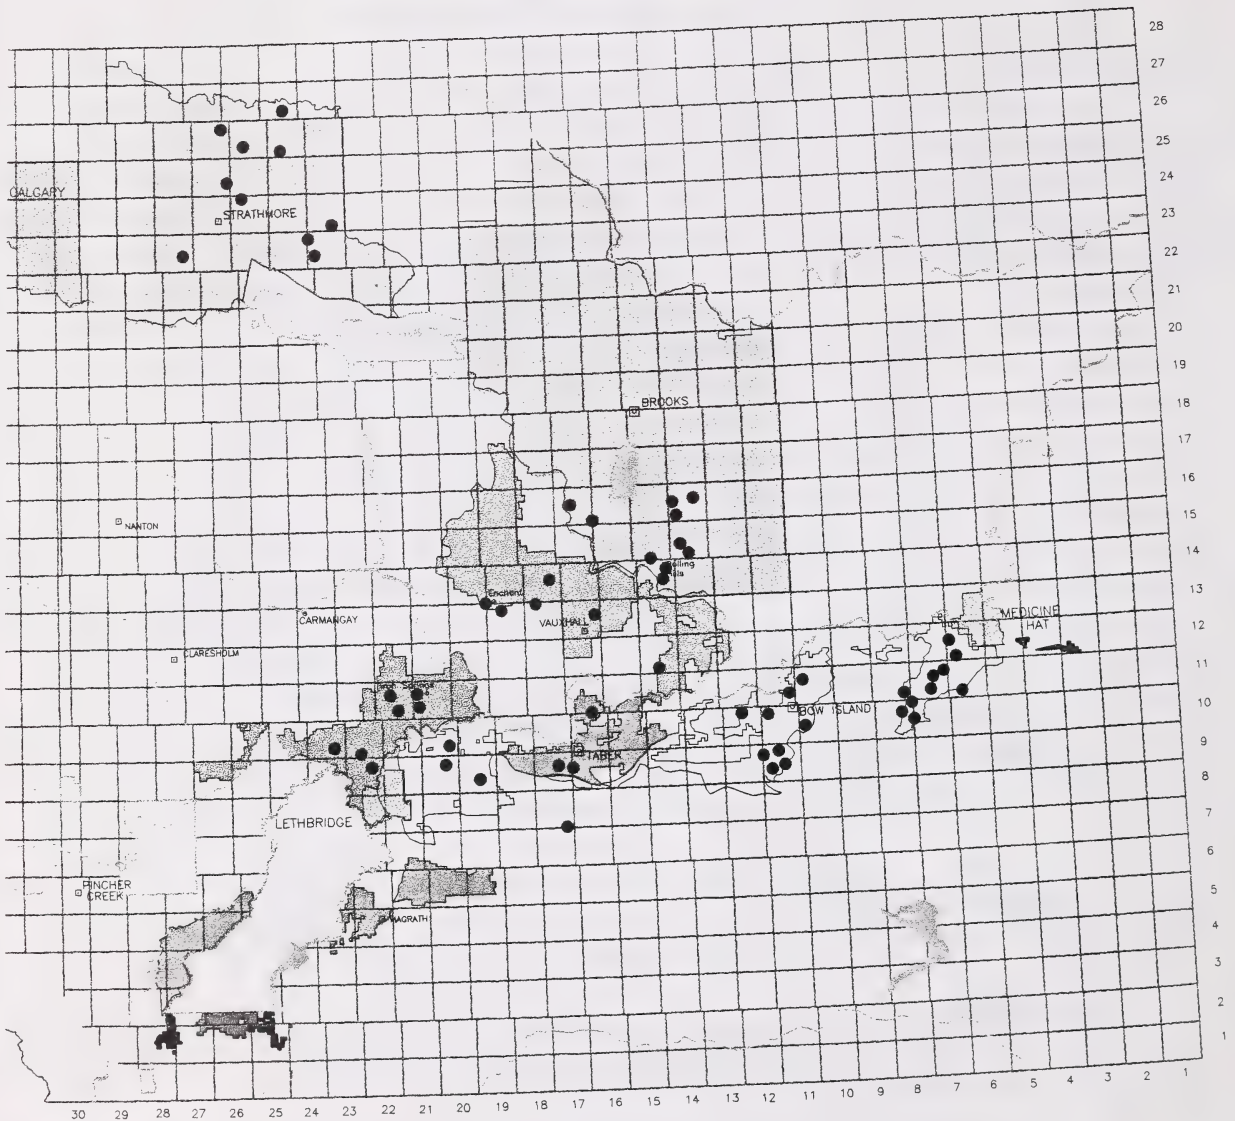 28
27
26
25
CALGARY
24
STRATHMORE
23
22
21
20
19
BROOKS
18
17
16
NANTON
15
14
Enchant
13
CARMANGAY
VAUXHALL
MEDICINE
HAT
12
CLARESHOLM
11
BOW ISLAND
10
TABER
9
8
LETHBRIDGE
7
6
PINCHER
CREEK
5
MAGRATH
4
3
2
1
30 29 28 27 26 25 24 23 22 21 20 19 18 17 16 15 14 13 12 11 10 9 8 7 6 5 4 3 2 1